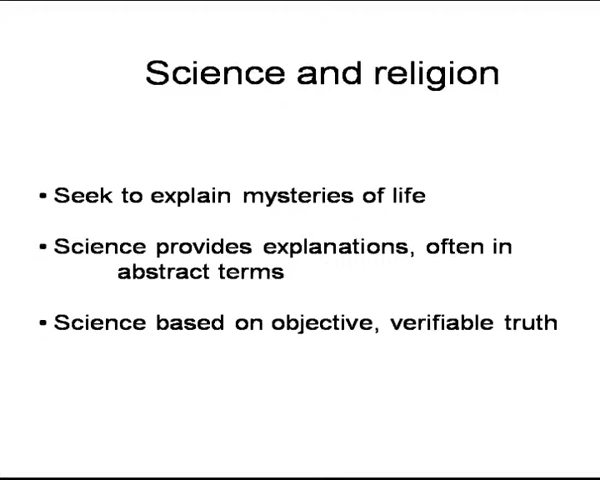 Science and religion
▪ Seek to explain mysteries of life
▪ Science provides explanations, often in
abstract terms
▪ Science based on objective, verifiable truth